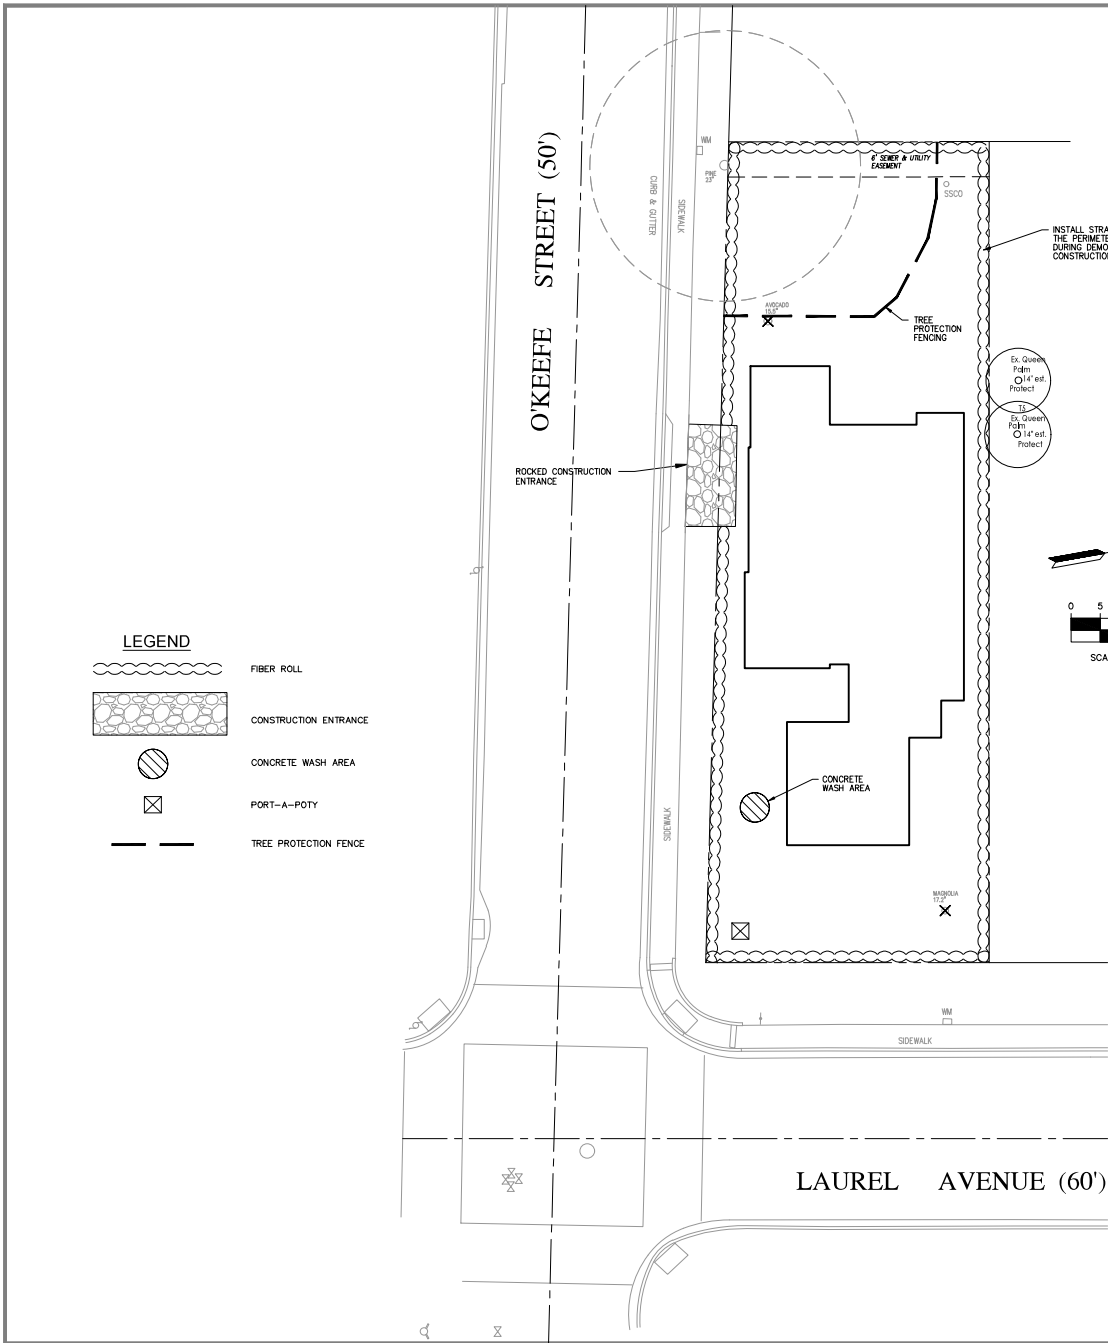 O'KEEFE STREET (50')
CURB & GUTTER
SIDEWALK
WM
PINE
23"
6' SEWER & UTILITY
EASEMENT
SSCO
INSTALL STRA
THE PERIMETE
DURING DEMO
CONSTRUCTION
AVOCADO
15.5"
TREE
PROTECTION
FENCING
Ex. Queen
Palm
14" est.
Protect
T5
Ex. Queen
Palm
14" est.
Protect
ROCKED CONSTRUCTION
ENTRANCE
0 5
SCA
LEGEND
FIBER ROLL
CONSTRUCTION ENTRANCE
CONCRETE WASH AREA
PORT-A-POTY
TREE PROTECTION FENCE
CONCRETE
WASH AREA
SIDEWALK
MAGNOLIA
17.2"
WM
SIDEWALK
LAUREL AVENUE (60')